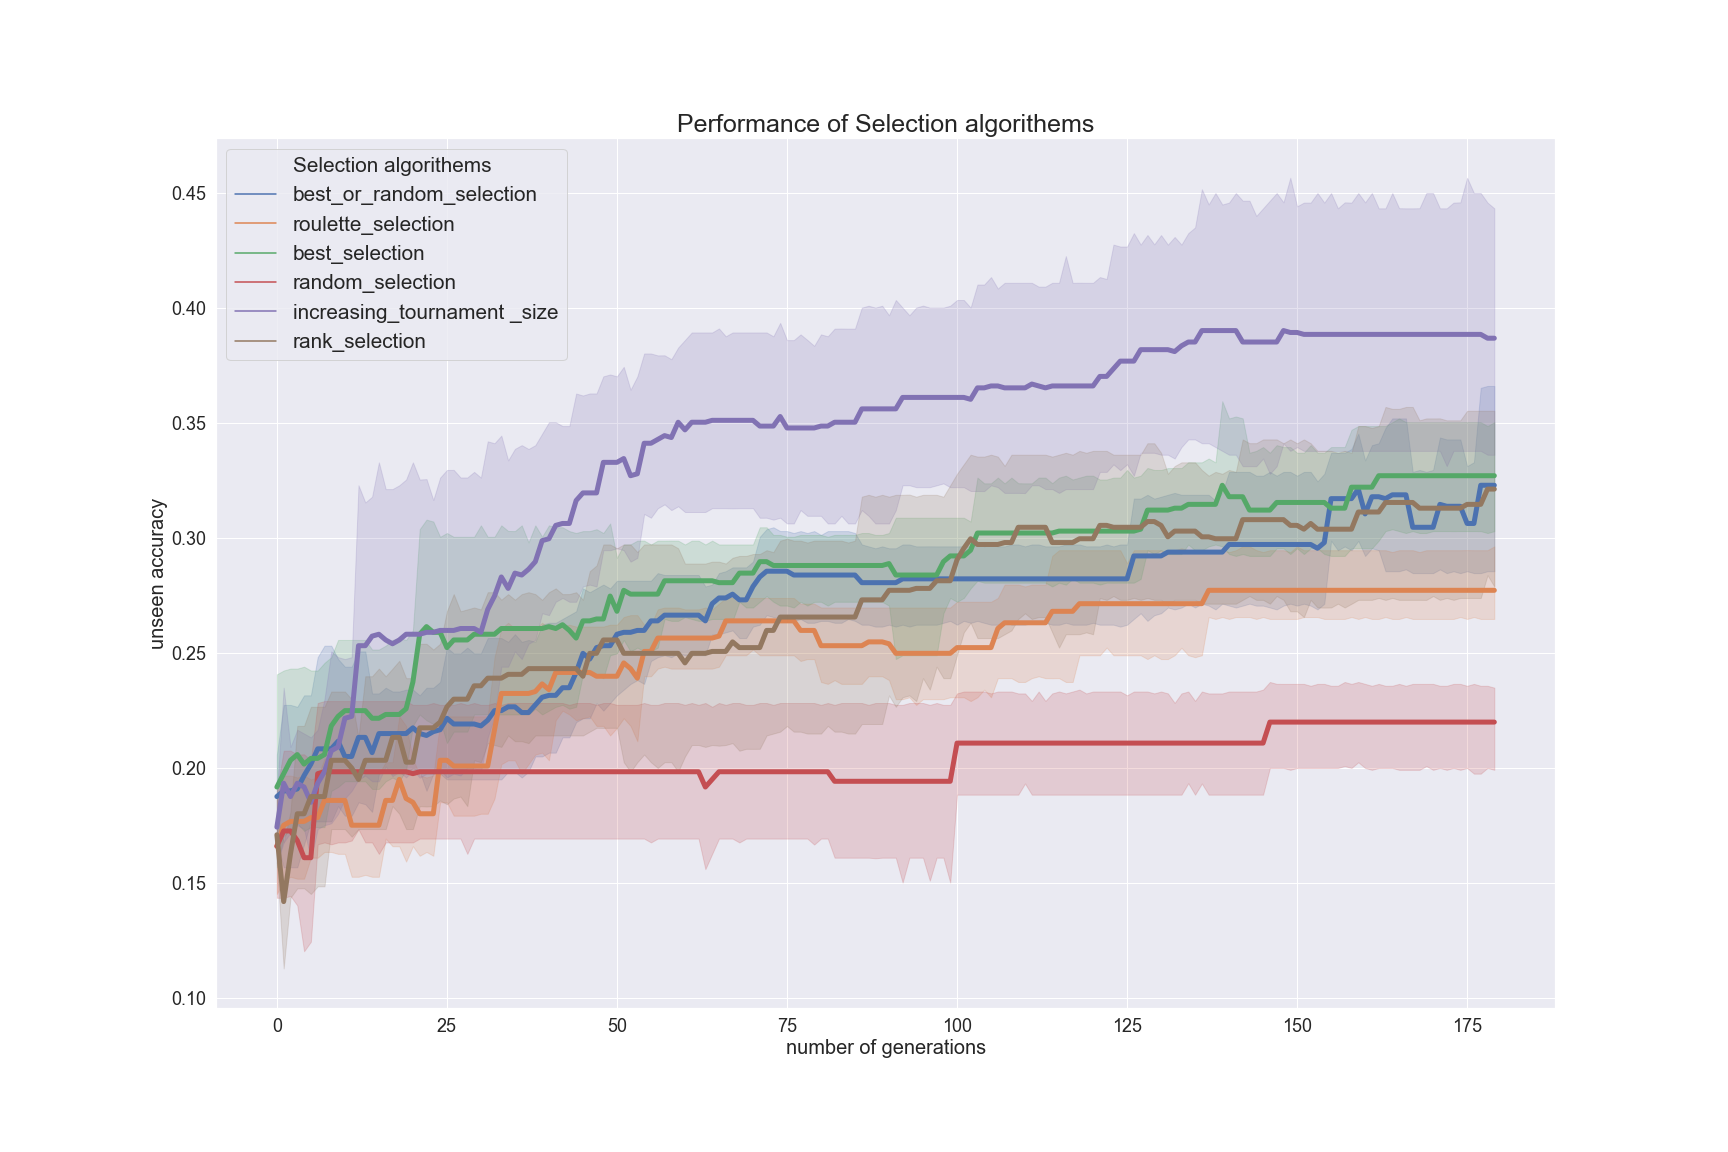 Performance of Selection algorithems
Selection algorithems
best_or_random_selection
roulette_selection
best_selection
random_selection
increasing_tournament _size
rank_selection
0.45
0.40
0.35
0.30
0.25
0.20
0.15
0.10
unseen accuracy
0 25 50 75 100 125 150 175
number of generations